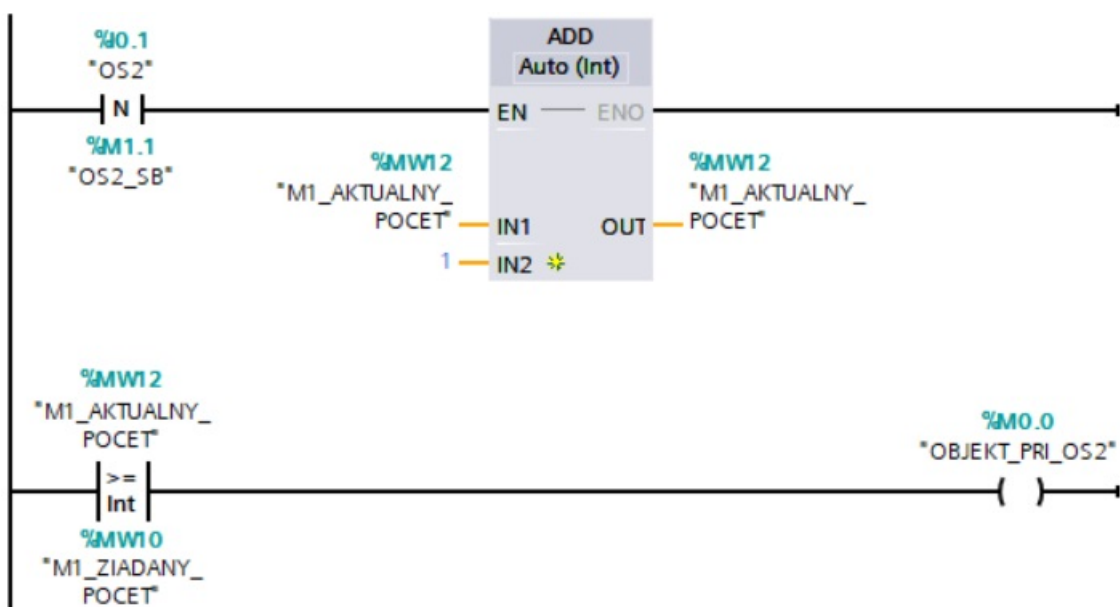 %I0.1
"OS2"
N
%M1.1
"OS2_SB"
ADD
Auto (Int)
EN
ENO
%MW12
"M1_AKTUALNY_
POCET"
IN1
1
IN2
OUT
%MW12
"M1_AKTUALNY_
POCET"
%MW12
"M1_AKTUALNY_
POCET"
>=
Int
%MW10
"M1_ZIADANY_
POCET"
%M0.0
"OBJEKT_PRI_OS2"
( )